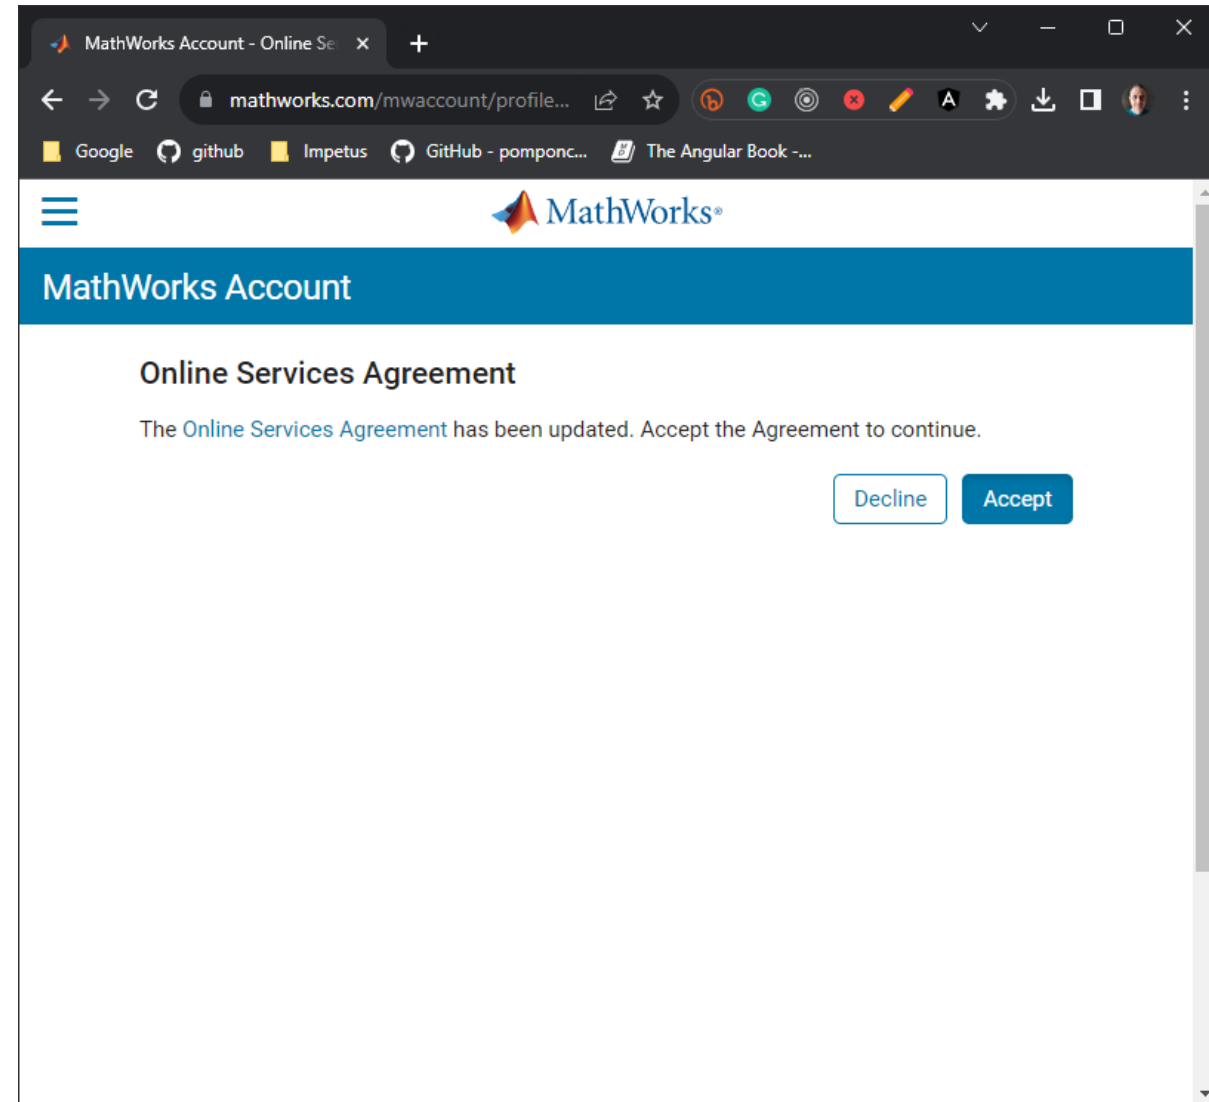 MathWorks Account - Online Se
mathworks.com/mwaccount/profile...
Google github Impetus GitHub - pomponc... The Angular Book -...
MathWorks®
MathWorks Account
Online Services Agreement
The Online Services Agreement has been updated. Accept the Agreement to continue.
Decline Accept